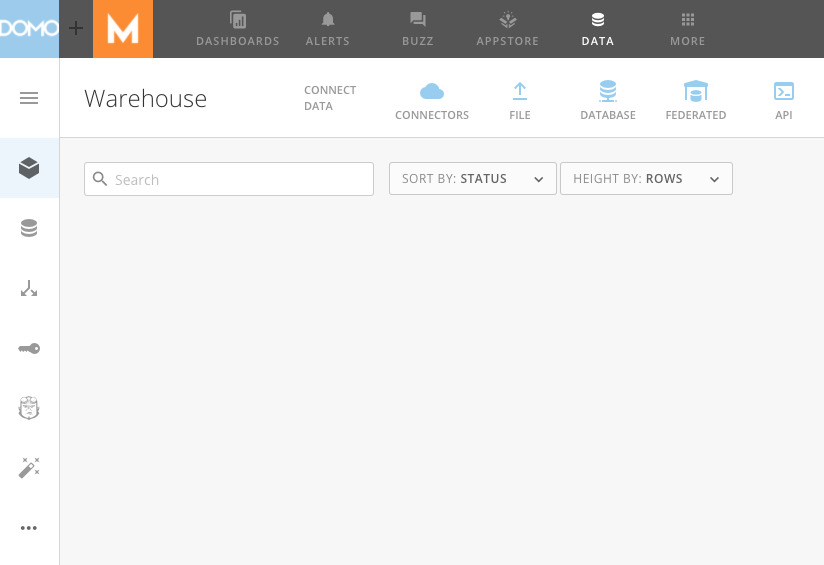 DOMO
M
DASHBOARDS
ALERTS
BUZZ
APPSTORE
DATA
MORE
Warehouse
CONNECT
DATA
CONNECTORS
FILE
DATABASE
FEDERATED
API
Search
SORT BY: STATUS
HEIGHT BY: ROWS